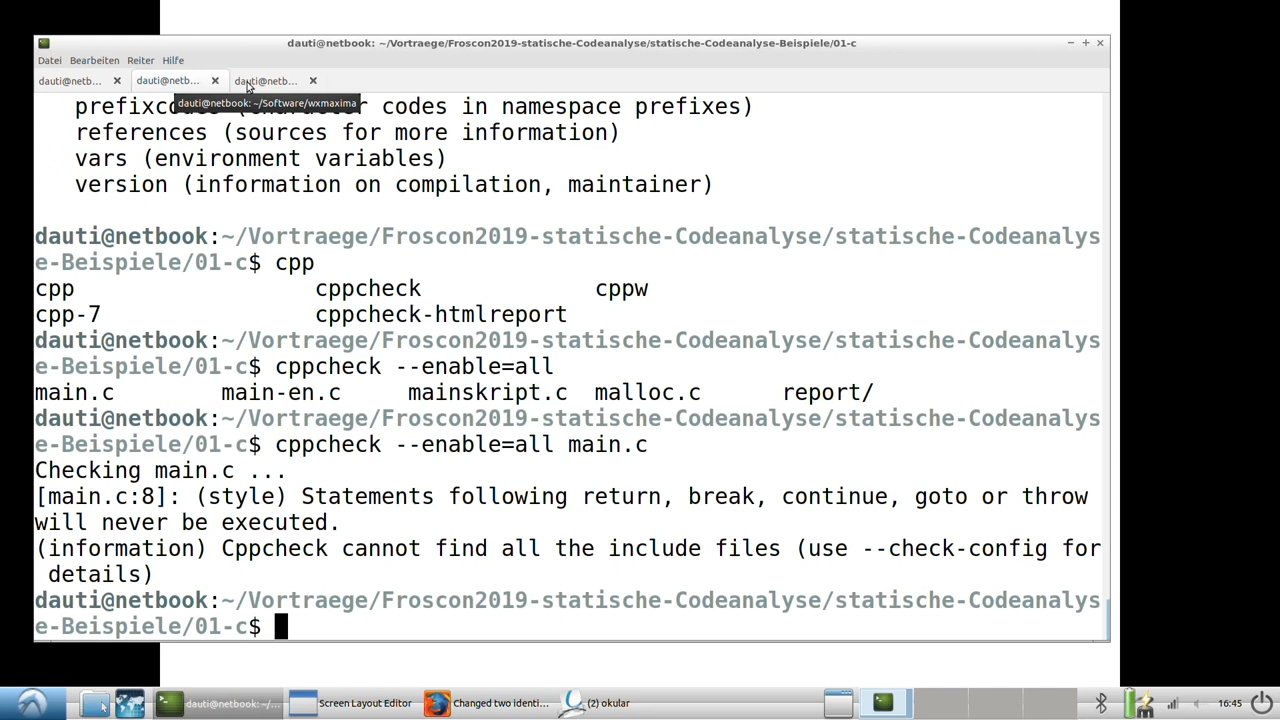 dauti@netbook: ~/Vortraege/Froscon2019-statische-Codeanalyse/statische-Codeanalyse-Beispiele/01-c
Datei Bearbeiten Reiter Hilfe
dauti@netb... dauti@netb... dauti@netb...
dauti@netbook: ~/Software/wxmaxima
codes in namespace prefixes)
references (sources for more information)
vars (environment variables)
version (information on compilation, maintainer)
dauti@netbook:~/Vortraege/Froscon2019-statische-Codeanalyse/statische-Codeanalys
e-Beispiele/01-c$ cpp
cpp cppcheck cppw
cpp-7 cppcheck-htmlreport
dauti@netbook:~/Vortraege/Froscon2019-statische-Codeanalyse/statische-Codeanalys
e-Beispiele/01-c$ cppcheck --enable=all
main.c main-en.c mainskript.c malloc.c report/
dauti@netbook:~/Vortraege/Froscon2019-statische-Codeanalyse/statische-Codeanalys
e-Beispiele/01-c$ cppcheck --enable=all main.c
Checking main.c ...
[main.c:8]: (style) Statements following return, break, continue, goto or throw
will never be executed.
(information) Cppcheck cannot find all the include files (use --check-config for
details)
dauti@netbook:~/Vortraege/Froscon2019-statische-Codeanalyse/statische-Codeanalys
e-Beispiele/01-c$
dauti@netbook: ~/... Screen Layout Editor Changed two identi... (2) okular 16:45